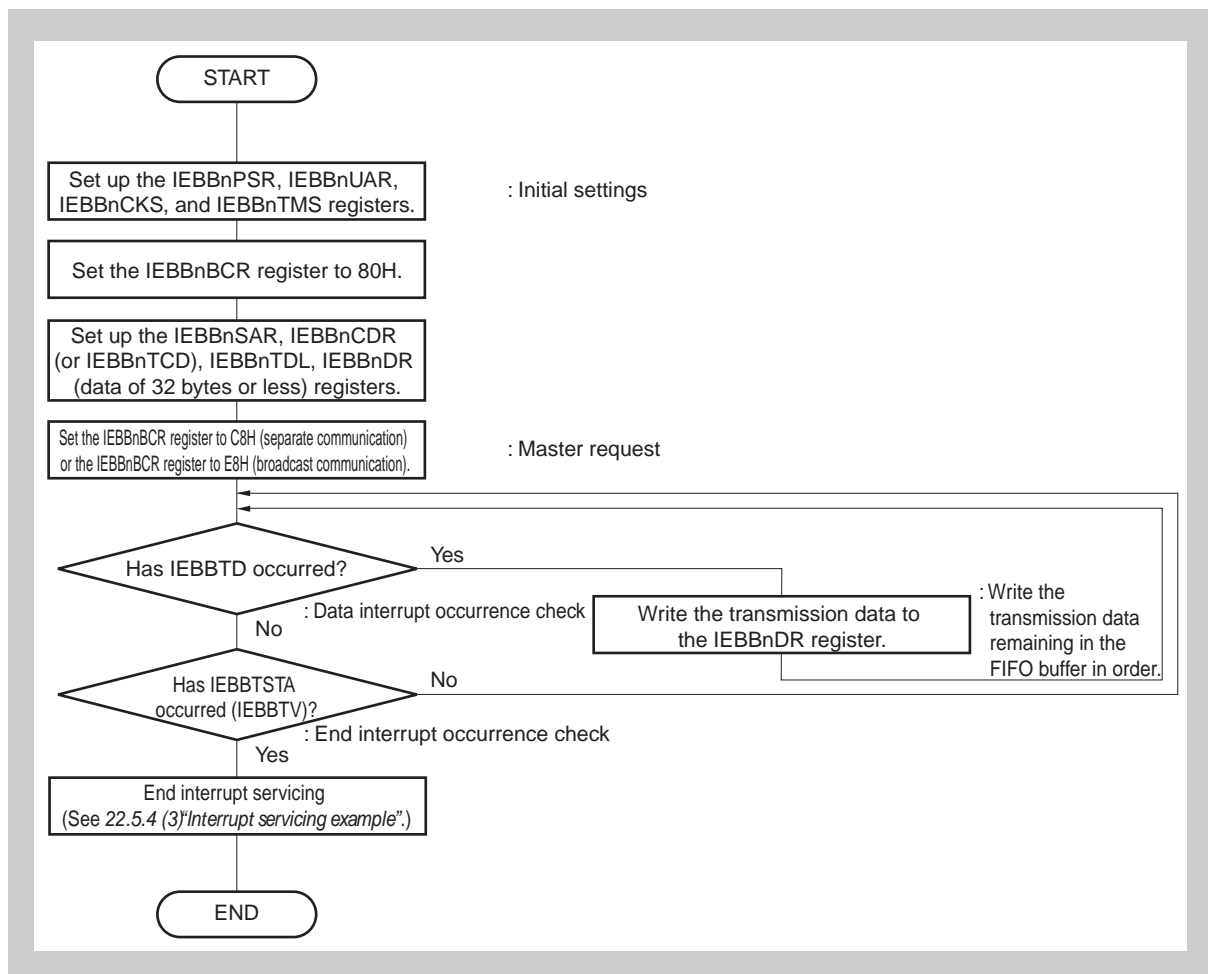 START
Set up the IEBBnPSR, IEBBnUAR,
IEBBnCKS, and IEBBnTMS registers.
: Initial settings
Set the IEBBnBCR register to 80H.
Set up the IEBBnSAR, IEBBnCDR
(or IEBBnTCD), IEBBnTDL, IEBBnDR
(data of 32 bytes or less) registers.
Set the IEBBnBCR register to C8H (separate communication)
or the IEBBnBCR register to E8H (broadcast communication).
: Master request
Has IEBBTD occurred?
Yes
: Data interrupt occurrence check
No
Write the transmission data to
the IEBBnDR register.
: Write the
transmission data
remaining in the
FIFO buffer in order.
Has IEBBTSTA
occurred (IEBBTV)?
No
: End interrupt occurrence check
Yes
End interrupt servicing
(See 22.5.4 (3)“Interrupt servicing example”.)
END